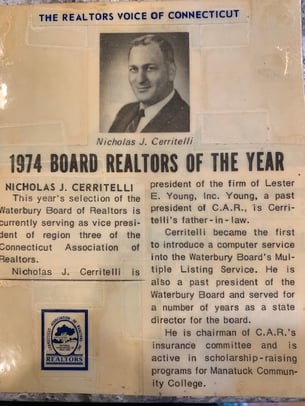 THE REALTORS VOICE OF CONNECTICUT
Nicholas J. Cerritelli
1974 BOARD REALTORS OF THE YEAR
NICHOLAS J. CERRITELLI
This year's selection of the
Waterbury Board of Realtors is
currently serving as vice presi-
dent of region three of the
Connecticut Association of
Realtors.
Nicholas J. Cerritelli is
president of the firm of Lester
E. Young, Inc. Young, a past
president of C.A.R., is Cerri-
telli's father-in-law.
Cerritelli became the first
to introduce a computer service
into the Waterbury Board's Mul-
tiple Listing Service. He is
also a past president of the
Waterbury Board and served for
a number of years as a state
director for the board.
He is chairman of C.A.R.'s
insurance committee and is
active in scholarship-raising
programs for Manatuck Commun-
ity College.
REALTORS